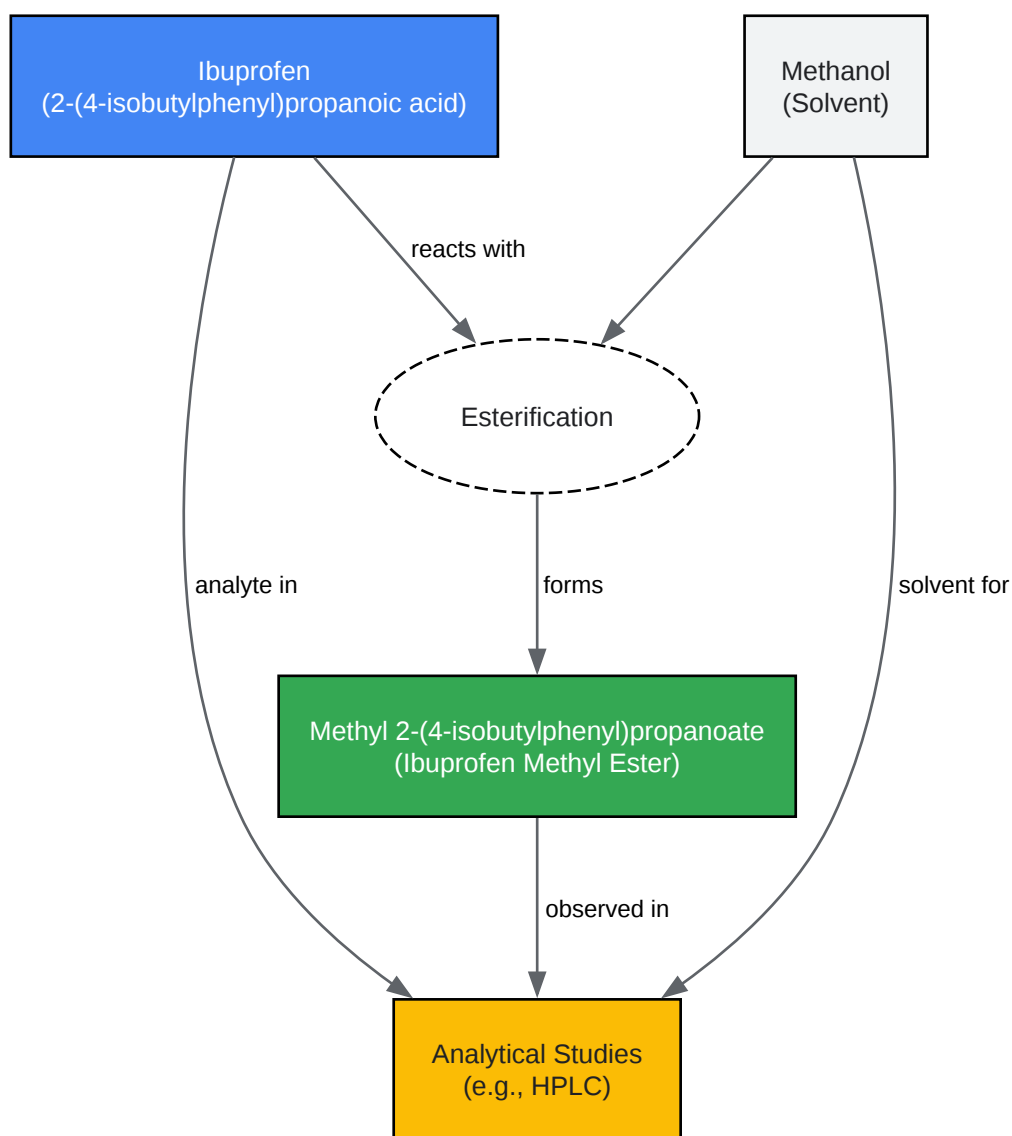 Ibuprofen
(2-(4-isobutylphenyl)propanoic acid)
Methanol
(Solvent)
reacts with
Esterification
analyte in
forms
solvent for
Methyl 2-(4-isobutylphenyl)propanoate
(Ibuprofen Methyl Ester)
observed in
Analytical Studies
(e.g., HPLC)